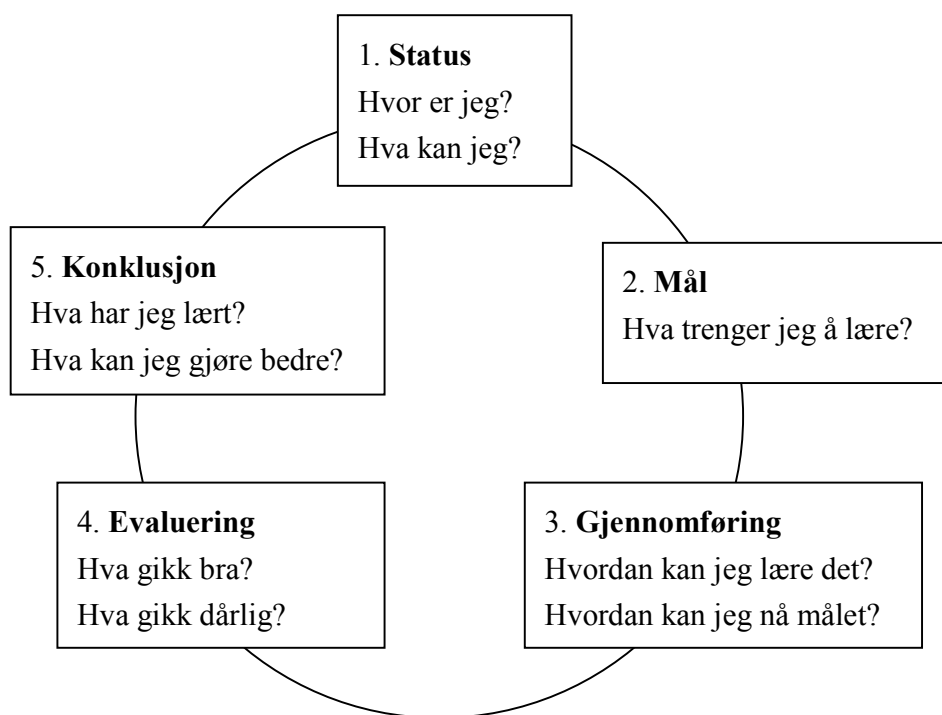 1. Status
Hvor er jeg?
Hva kan jeg?
2. Mål
Hva trenger jeg å lære?
3. Gjennomføring
Hvordan kan jeg lære det?
Hvordan kan jeg nå målet?
4. Evaluering
Hva gikk bra?
Hva gikk dårlig?
5. Konklusjon
Hva har jeg lært?
Hva kan jeg gjøre bedre?